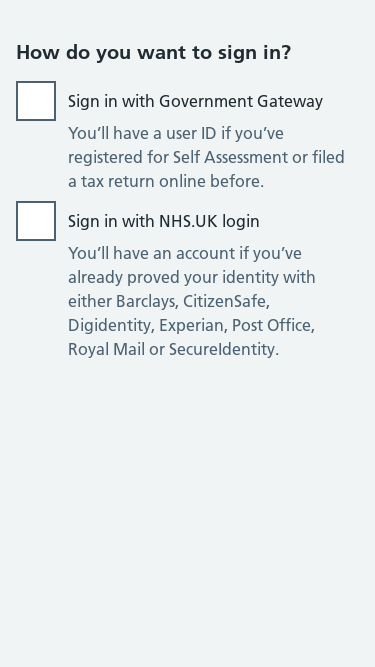 How do you want to sign in?
Sign in with Government Gateway
You’ll have a user ID if you’ve
registered for Self Assessment or filed
a tax return online before.
Sign in with NHS.UK login
You’ll have an account if you’ve
already proved your identity with
either Barclays, CitizenSafe,
Digidentity, Experian, Post Office,
Royal Mail or SecureIdentity.